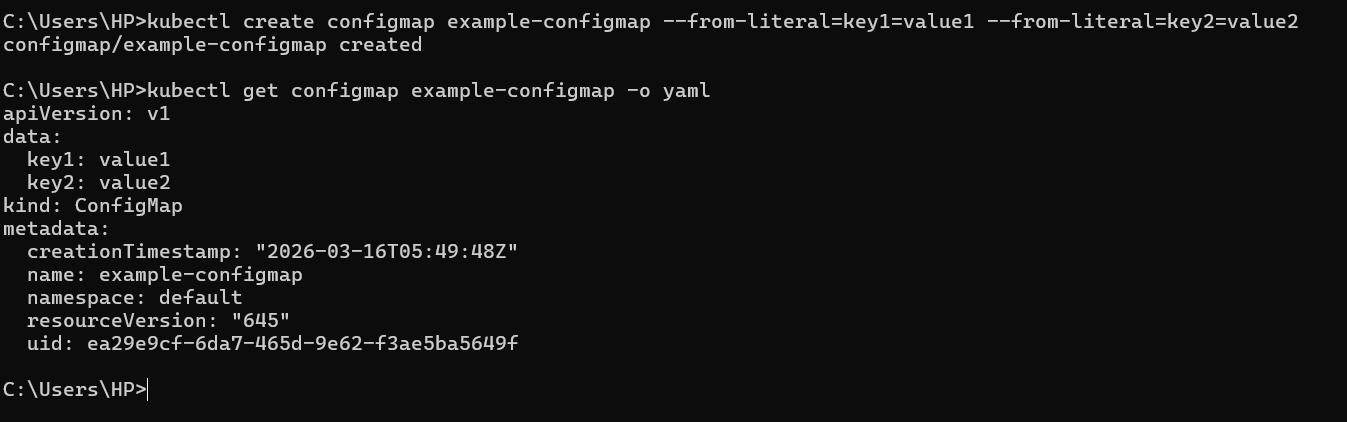 C:\Users\HP>kubectl create configmap example-configmap --from-literal=key1=value1 --from-literal=key2=value2
configmap/example-configmap created
C:\Users\HP>kubectl get configmap example-configmap -o yaml
apiVersion: v1
data:
  key1: value1
  key2: value2
kind: ConfigMap
metadata:
  creationTimestamp: "2026-03-16T05:49:48Z"
  name: example-configmap
  namespace: default
  resourceVersion: "645"
  uid: ea29e9cf-6da7-465d-9e62-f3ae5ba5649f
C:\Users\HP>